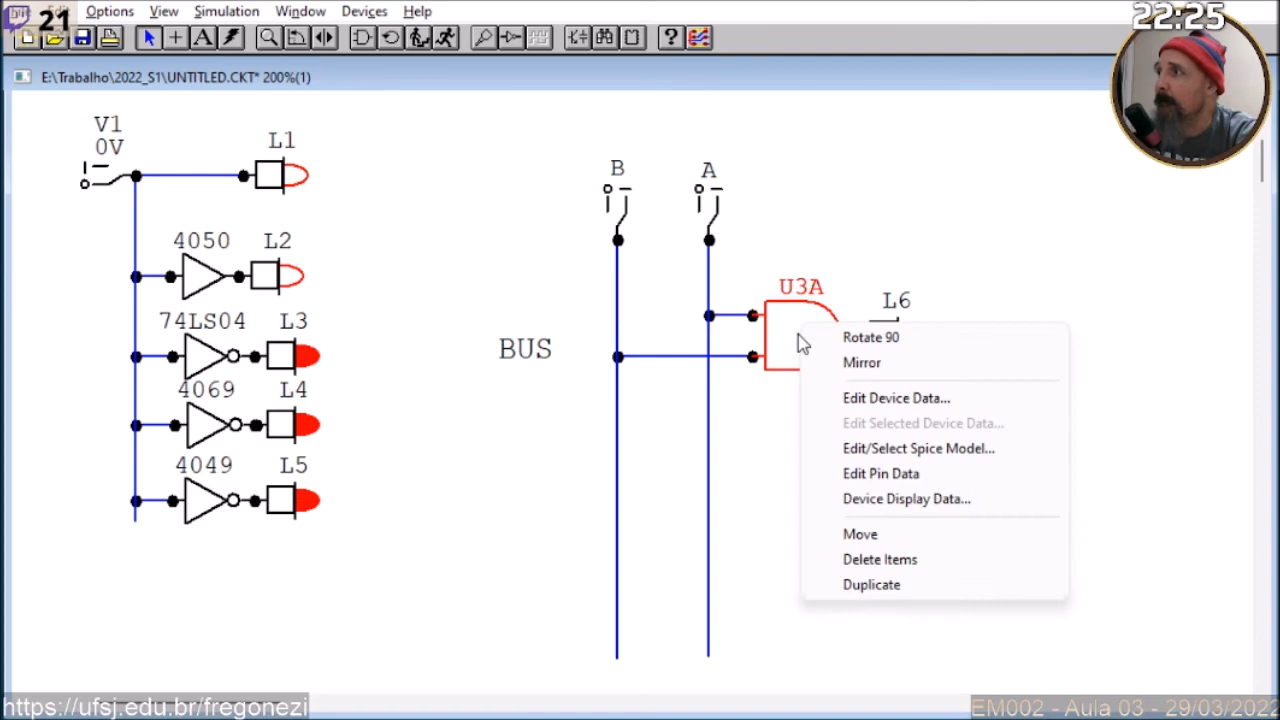 21
Options View Simulation Window Devices Help
22:25
E:\Trabalho\2022_S1\UNTITLED.CKT* 200%(1)
V1
0V
L1
4050 L2
74LS04 L3
4069 L4
4049 L5
B A
BUS
U3A
L6
Rotate 90
Mirror
Edit Device Data...
Edit Selected Device Data...
Edit/Select Spice Model...
Edit Pin Data
Device Display Data...
Move
Delete Items
Duplicate
https://ufsj.edu.br/fregonezi
EM002 - Aula 03 - 29/03/2022